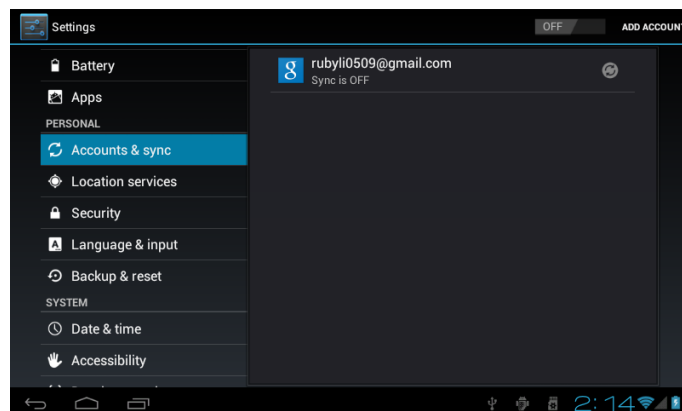 Settings
OFF
ADD ACCOUN
Battery
Apps
PERSONAL
Accounts & sync
Location services
Security
Language & input
Backup & reset
SYSTEM
Date & time
Accessibility
g
rubyli0509@gmail.com
Sync is OFF
2:14